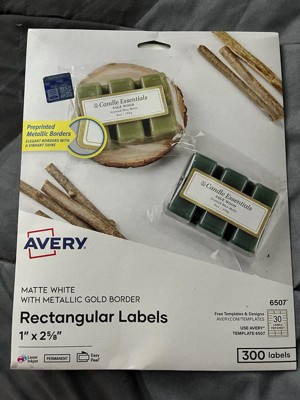 Candle Essentials
Preprinted
Metallic Borders
ELEGANT BORDERS WITH
A VIBRANT SHINE
Candle Essentials
AVERY
MATTE WHITE
WITH METALLIC GOLD BORDER
Rectangular Labels
1" x 2⅝"
6507
Free Templates & Designs
AVERY.COM/TEMPLATES
USE AVERY
TEMPLATE 6507
30
Laser
Inkjet
PERMANENT
Easy
Peel
300 labels